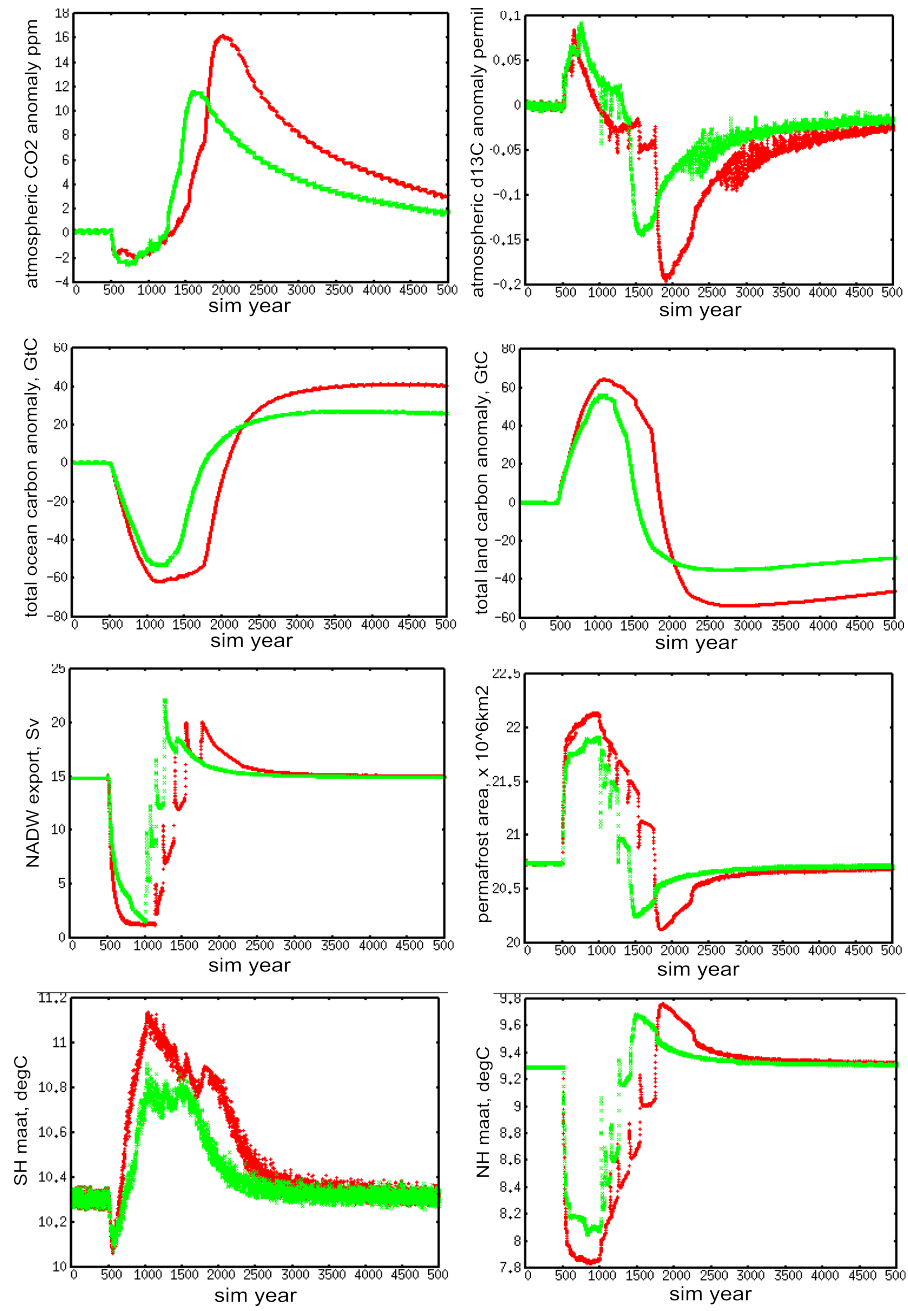 18
16
14
12
10
8
6
4
2
0
−2
−4
atmospheric CO2 anomaly ppm
0 500 1000 1500 2000 2500 3000 3500 4000 4500 500
sim year
0.1
0.05
0
-0.05
-0.1
-0.15
-0.2
atmospheric d13C anomaly permil
0 500 1000 1500 2000 2500 3000 3500 4000 4500 500
sim year
60
40
20
0
−20
−40
−60
−80
total ocean carbon anomaly, GtC
0 500 1000 1500 2000 2500 3000 3500 4000 4500 500
sim year
80
60
40
20
0
−20
−40
−60
total land carbon anomaly, GtC
0 500 1000 1500 2000 2500 3000 3500 4000 4500 500
sim year
25
20
15
10
5
0
NADW export, Sv
0 500 1000 1500 2000 2500 3000 3500 4000 4500 500
sim year
22.5
22
21.5
21
20.5
20
permafrost area, x 10^6km2
0 500 1000 1500 2000 2500 3000 3500 4000 4500 500
sim year
11.2
11
10.8
10.6
10.4
10.2
10
SH maat, degC
0 500 1000 1500 2000 2500 3000 3500 4000 4500 500
sim year
9.8
9.6
9.4
9.2
9
8.8
8.6
8.4
8.2
8
7.8
NH maat, degC
0 500 1000 1500 2000 2500 3000 3500 4000 4500 500
sim year